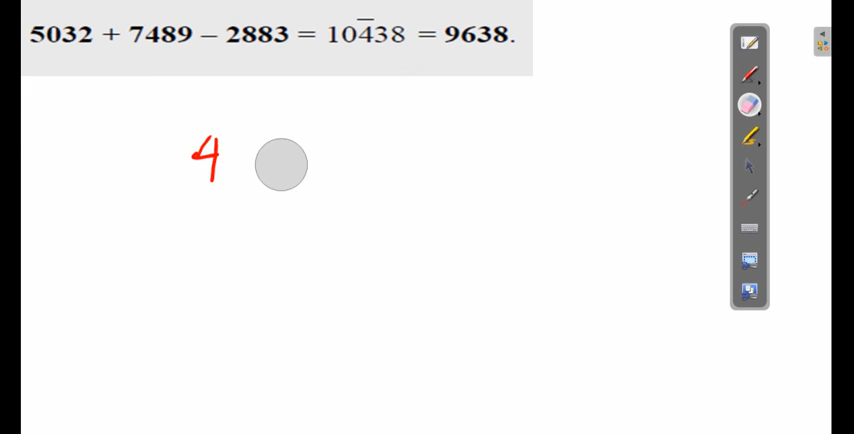 5032 + 7489 – 2883 = 104̅38 = 9638.
4